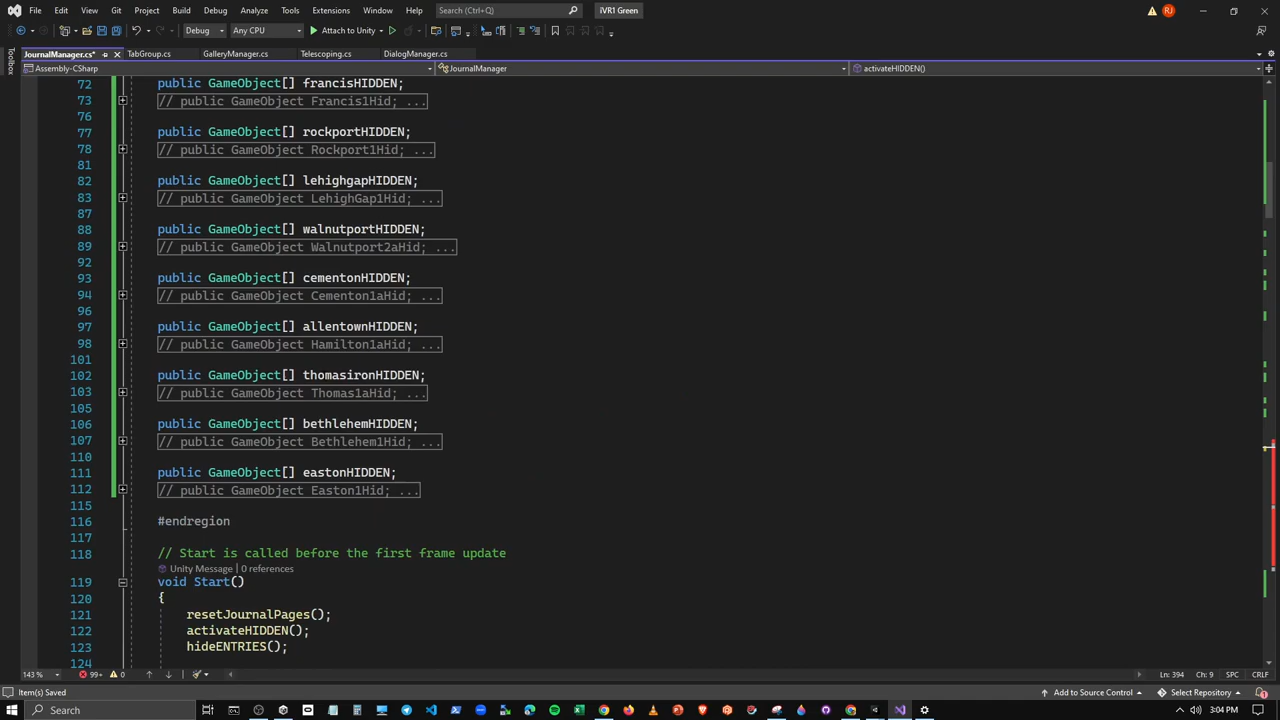 File Edit View Git Project Build Debug Analyze Tools Extensions Window Help Search (Ctrl+Q) iVR1 Green RJ
Debug Any CPU Attach to Unity
JournalManager.cs* TabGroup.cs GalleryManager.cs Telescoping.cs DialogManager.cs
Toolbox
Assembly-CSharp JournalManager activateHIDDEN()
72 public GameObject[] francisHIDDEN;
73 // public GameObject Francis1Hid; ...
76
77 public GameObject[] rockportHIDDEN;
78 // public GameObject Rockport1Hid; ...
81
82 public GameObject[] lehighgapHIDDEN;
83 // public GameObject LehighGap1Hid; ...
87
88 public GameObject[] walnutportHIDDEN;
89 // public GameObject Walnutport2aHid; ...
92
93 public GameObject[] cementonHIDDEN;
94 // public GameObject Cementon1aHid; ...
96
97 public GameObject[] allentownHIDDEN;
98 // public GameObject Hamilton1aHid; ...
101
102 public GameObject[] thomasironHIDDEN;
103 // public GameObject Thomas1aHid; ...
105
106 public GameObject[] bethlehemHIDDEN;
107 // public GameObject Bethlehem1Hid; ...
110
111 public GameObject[] eastonHIDDEN;
112 // public GameObject Easton1Hid; ...
115
116 #endregion
117
118 // Start is called before the first frame update
Unity Message | 0 references
119 void Start()
120 {
121 resetJournalPages();
122 activateHIDDEN();
123 hideENTRIES();
124
143 % 99+ 0 Ln: 394 Ch: 9 SPC CRLF
Item(s) Saved Add to Source Control Select Repository 1
Search 3:04 PM